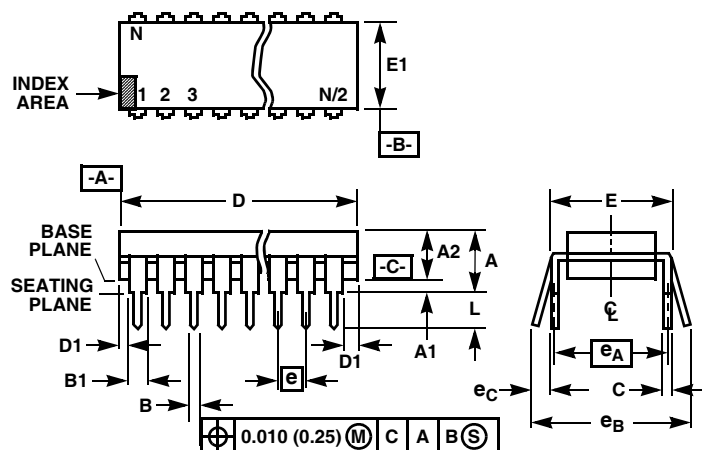 N
E1
INDEX
AREA
1 2 3 N/2
-B-
-A-
D
E
BASE
PLANE
A2
A
-C-
SEATING
PLANE
L
C̲L
D1
A1
D1
eA
B1
e
eC
C
B
eB
⌖ 0.010 (0.25) Ⓜ C A B Ⓢ